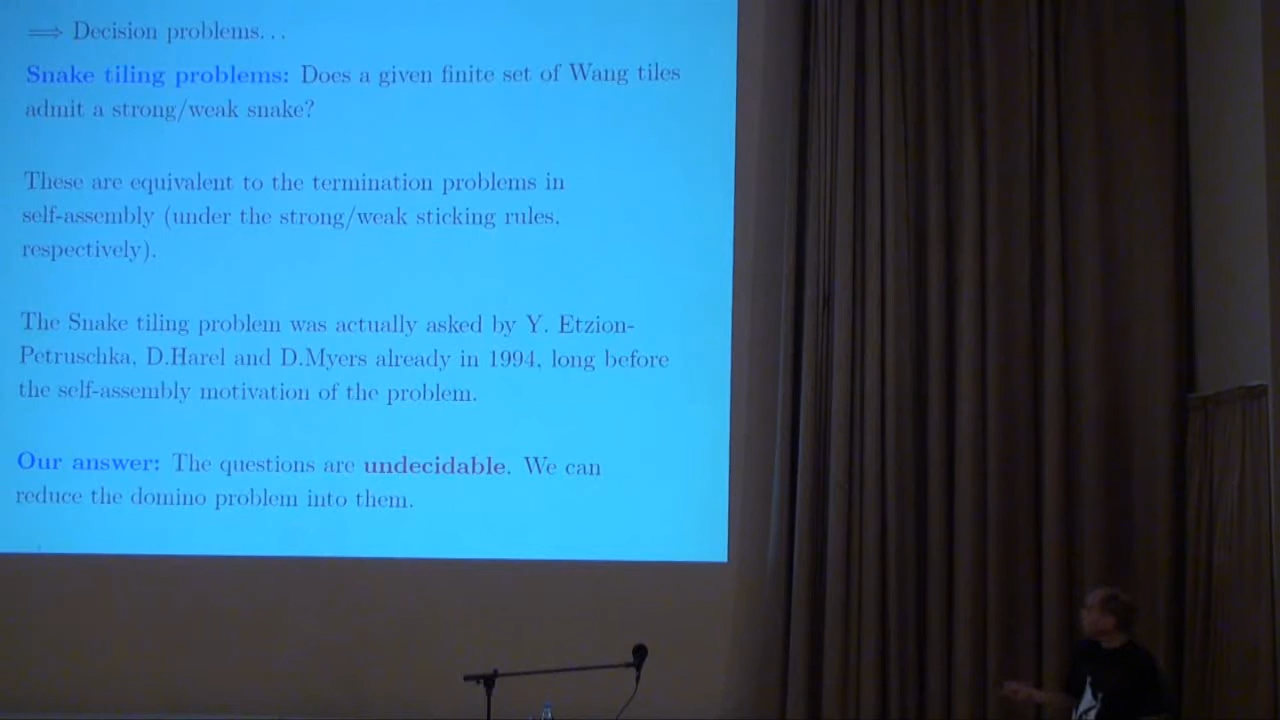 ⟹ Decision problems...
Snake tiling problems: Does a given finite set of Wang tiles
admit a strong/weak snake?
These are equivalent to the termination problems in
self-assembly (under the strong/weak sticking rules,
respectively).
The Snake tiling problem was actually asked by Y. Etzion-
Petruschka, D.Harel and D.Myers already in 1994, long before
the self-assembly motivation of the problem.
Our answer: The questions are undecidable. We can
reduce the domino problem into them.